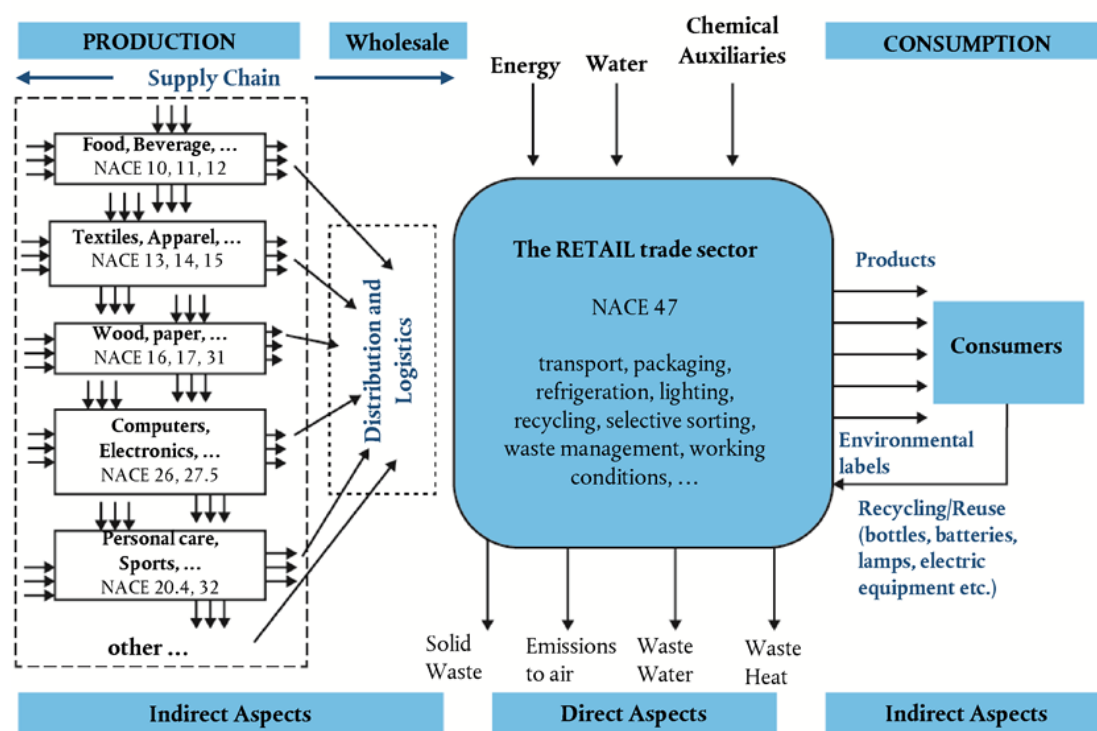 PRODUCTION
Wholesale
Supply Chain
Food, Beverage, ...
NACE 10, 11, 12
Textiles, Apparel, ...
NACE 13, 14, 15
Wood, paper, ...
NACE 16, 17, 31
Computers,
Electronics, ...
NACE 26, 27.5
Personal care,
Sports, ...
NACE 20.4, 32
other ...
Distribution and
Logistics
Energy
Water
Chemical
Auxiliaries
The RETAIL trade sector
NACE 47
transport, packaging,
refrigeration, lighting,
recycling, selective sorting,
waste management, working
conditions, ...
Solid
Waste
Emissions
to air
Waste
Water
Waste
Heat
CONSUMPTION
Products
Consumers
Environmental
labels
Recycling/Reuse
(bottles, batteries,
lamps, electric
equipment etc.)
Indirect Aspects
Direct Aspects
Indirect Aspects